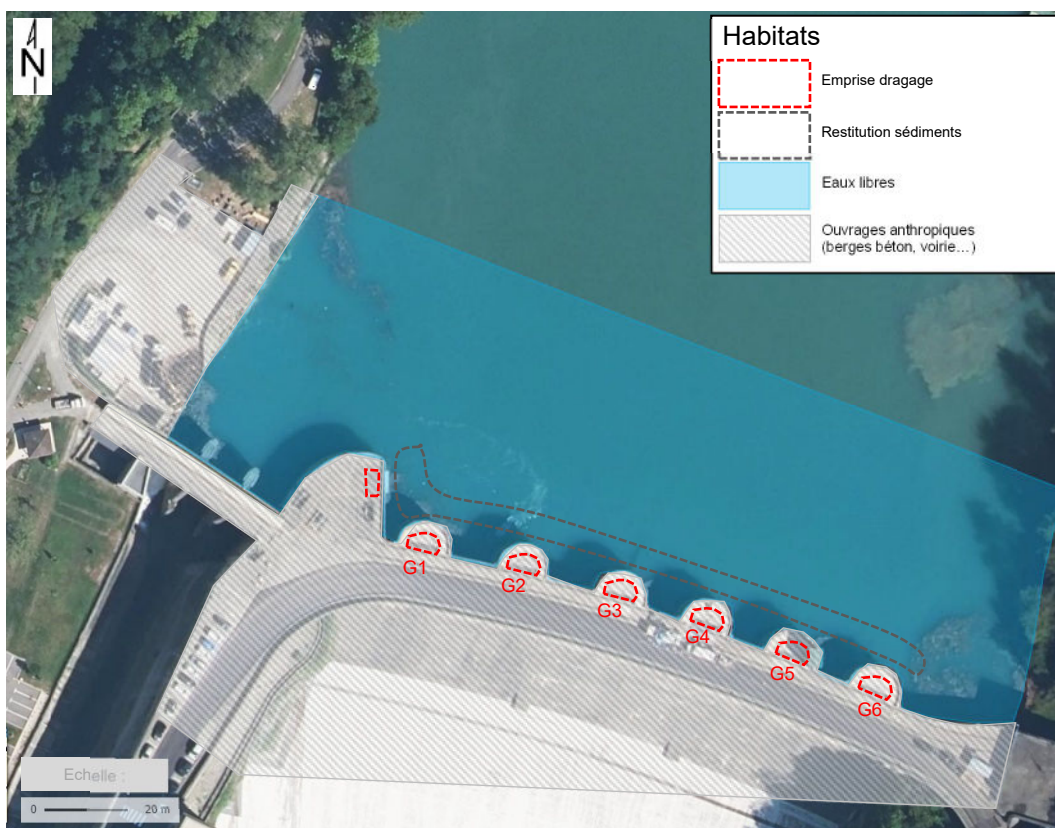 N
Habitats
Emprise dragage
Restitution sédiments
Eaux libres
Ouvrages anthropiques
(berges béton, voirie...)
G1
G2
G3
G4
G5
G6
Echelle :
0 20 m